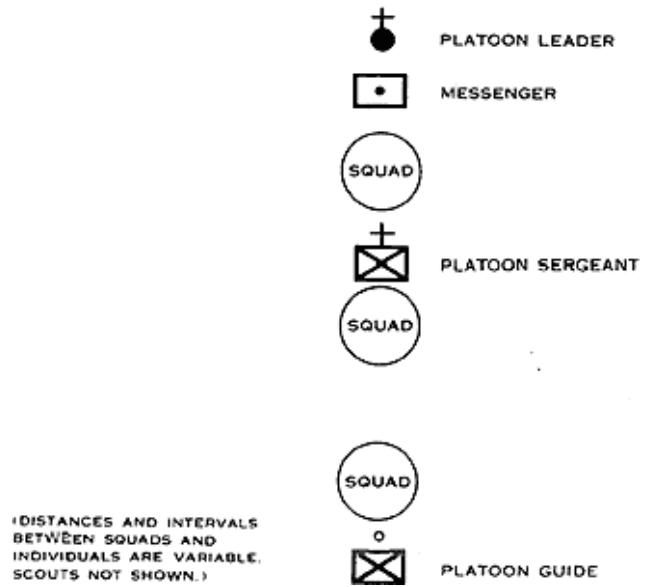 PLATOON LEADER
MESSENGER
SQUAD
PLATOON SERGEANT
SQUAD
SQUAD
(DISTANCES AND INTERVALS
BETWEEN SQUADS AND
INDIVIDUALS ARE VARIABLE.
SCOUTS NOT SHOWN.)
PLATOON GUIDE